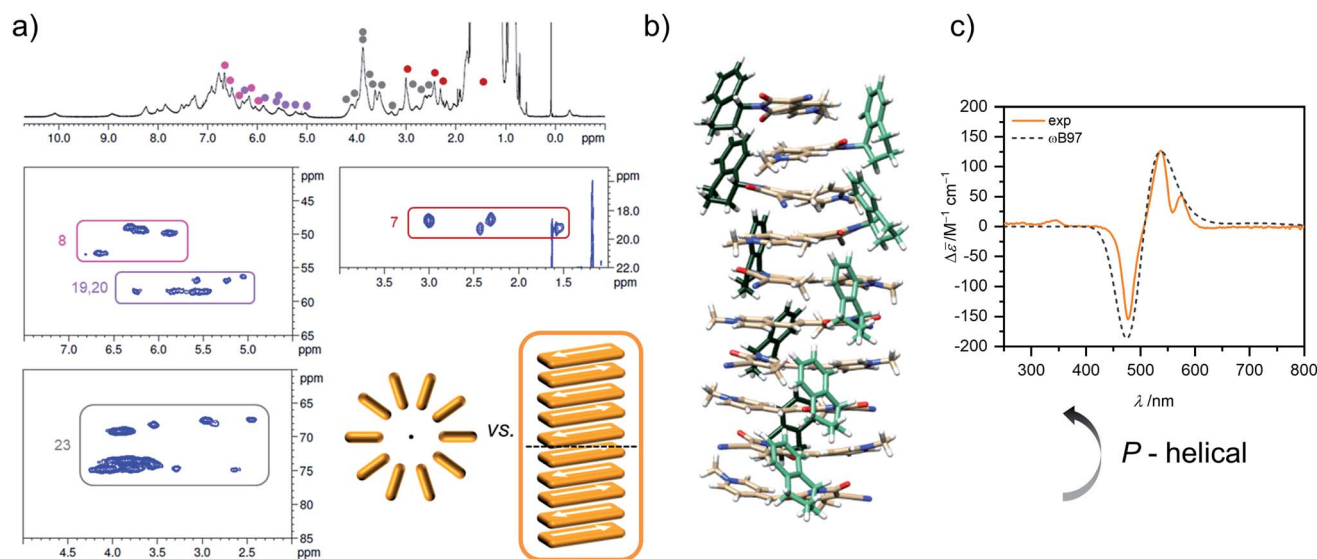 a)
10.0 9.0 8.0 7.0 6.0 5.0 4.0 3.0 2.0 1.0 0.0 ppm
8
19,20
ppm
45
50
55
60
65
7.0 6.5 6.0 5.5 5.0 ppm
7
ppm
18.0
20.0
22.0
3.5 3.0 2.5 2.0 1.5 ppm
23
ppm
65
70
75
80
85
4.5 4.0 3.5 3.0 2.5 ppm
vs.
b)
c)
exp
ωB97
200
150
100
50
0
-50
-100
-150
-200
Δε̄ /M⁻¹ cm⁻¹
300 400 500 600 700 800
λ /nm
P - helical